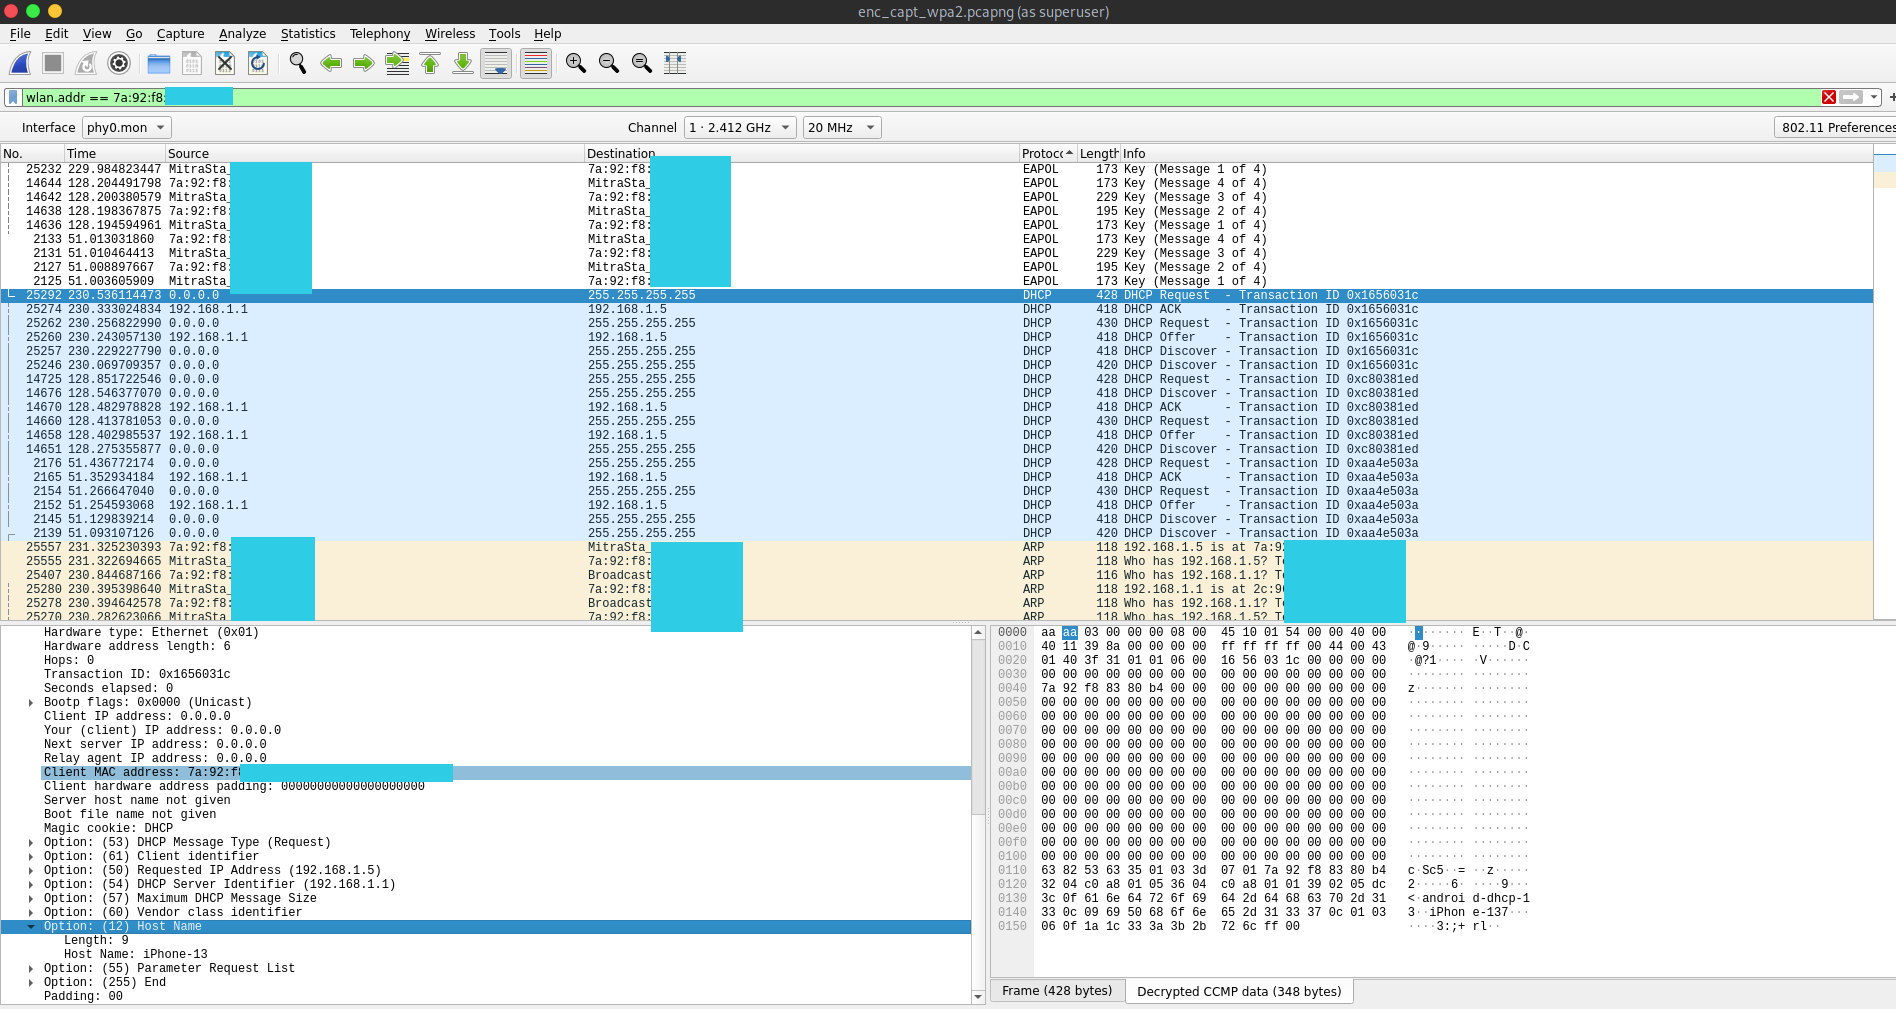 enc_capt_wpa2.pcapng (as superuser)
File Edit View Go Capture Analyze Statistics Telephony Wireless Tools Help
wlan.addr == 7a:92:f8:
Interface phy0.mon Channel 1 · 2.412 GHz 20 MHz 802.11 Preferences
No. Time Source Destination Protoc Length Info
25232 229.984823447 MitraSta_ 7a:92:f8: EAPOL 173 Key (Message 1 of 4)
14644 128.204491798 7a:92:f8: MitraSta_ EAPOL 173 Key (Message 4 of 4)
14642 128.200380579 MitraSta_ 7a:92:f8: EAPOL 229 Key (Message 3 of 4)
14638 128.198367875 7a:92:f8: MitraSta_ EAPOL 195 Key (Message 2 of 4)
14636 128.194594961 MitraSta_ 7a:92:f8: EAPOL 173 Key (Message 1 of 4)
2133 51.013031860 7a:92:f8: MitraSta_ EAPOL 173 Key (Message 4 of 4)
2131 51.010464413 MitraSta_ 7a:92:f8: EAPOL 229 Key (Message 3 of 4)
2127 51.008897667 7a:92:f8: MitraSta_ EAPOL 195 Key (Message 2 of 4)
2125 51.003605909 MitraSta_ 7a:92:f8: EAPOL 173 Key (Message 1 of 4)
25292 230.536114473 0.0.0.0 255.255.255.255 DHCP 428 DHCP Request - Transaction ID 0x1656031c
25274 230.333024834 192.168.1.1 192.168.1.5 DHCP 418 DHCP ACK - Transaction ID 0x1656031c
25262 230.256822990 0.0.0.0 255.255.255.255 DHCP 430 DHCP Request - Transaction ID 0x1656031c
25260 230.243057130 192.168.1.1 192.168.1.5 DHCP 418 DHCP Offer - Transaction ID 0x1656031c
25257 230.229227790 0.0.0.0 255.255.255.255 DHCP 418 DHCP Discover - Transaction ID 0x1656031c
25246 230.069709357 0.0.0.0 255.255.255.255 DHCP 420 DHCP Discover - Transaction ID 0x1656031c
14725 128.851722546 0.0.0.0 255.255.255.255 DHCP 428 DHCP Request - Transaction ID 0xc80381ed
14676 128.546377070 0.0.0.0 255.255.255.255 DHCP 418 DHCP Discover - Transaction ID 0xc80381ed
14670 128.482978828 192.168.1.1 192.168.1.5 DHCP 418 DHCP ACK - Transaction ID 0xc80381ed
14660 128.413781053 0.0.0.0 255.255.255.255 DHCP 430 DHCP Request - Transaction ID 0xc80381ed
14658 128.402985537 192.168.1.1 192.168.1.5 DHCP 418 DHCP Offer - Transaction ID 0xc80381ed
14651 128.275355877 0.0.0.0 255.255.255.255 DHCP 420 DHCP Discover - Transaction ID 0xc80381ed
2176 51.436772174 0.0.0.0 255.255.255.255 DHCP 428 DHCP Request - Transaction ID 0xaa4e503a
2165 51.352934184 192.168.1.1 192.168.1.5 DHCP 418 DHCP ACK - Transaction ID 0xaa4e503a
2154 51.266647040 0.0.0.0 255.255.255.255 DHCP 430 DHCP Request - Transaction ID 0xaa4e503a
2152 51.254593068 192.168.1.1 192.168.1.5 DHCP 418 DHCP Offer - Transaction ID 0xaa4e503a
2145 51.129839214 0.0.0.0 255.255.255.255 DHCP 418 DHCP Discover - Transaction ID 0xaa4e503a
2139 51.093107126 0.0.0.0 255.255.255.255 DHCP 420 DHCP Discover - Transaction ID 0xaa4e503a
25557 231.325230393 7a:92:f8: MitraSta_ ARP 118 192.168.1.5 is at 7a:92
25555 231.322694665 MitraSta_ 7a:92:f8: ARP 118 Who has 192.168.1.5? Te
25407 230.844687166 7a:92:f8: Broadcast ARP 116 Who has 192.168.1.1? Te
25280 230.395398640 MitraSta_ 7a:92:f8: ARP 118 192.168.1.1 is at 2c:96
25278 230.394642578 7a:92:f8: Broadcast ARP 118 Who has 192.168.1.1? Te
25270 230.282623066 MitraSta_ 7a:92:f8: ARP 118 Who has 192.168.1.5? Te
Hardware type: Ethernet (0x01)
Hardware address length: 6
Hops: 0
Transaction ID: 0x1656031c
Seconds elapsed: 0
Bootp flags: 0x0000 (Unicast)
Client IP address: 0.0.0.0
Your (client) IP address: 0.0.0.0
Next server IP address: 0.0.0.0
Relay agent IP address: 0.0.0.0
Client MAC address: 7a:92:f8
Client hardware address padding: 00000000000000000000
Server host name not given
Boot file name not given
Magic cookie: DHCP
Option: (53) DHCP Message Type (Request)
Option: (61) Client identifier
Option: (50) Requested IP Address (192.168.1.5)
Option: (54) DHCP Server Identifier (192.168.1.1)
Option: (57) Maximum DHCP Message Size
Option: (60) Vendor class identifier
Option: (12) Host Name
Length: 9
Host Name: iPhone-13
Option: (55) Parameter Request List
Option: (255) End
Padding: 00
0000 aa aa 03 00 00 00 08 00 45 10 01 54 00 00 40 00 ········ E··T··@·
0010 40 11 39 8a 00 00 00 00 ff ff ff ff 00 44 00 43 @·9····· ·····D·C
0020 01 40 3f 31 01 01 06 00 16 56 03 1c 00 00 00 00 ·@?1···· ·V······
0030 00 00 00 00 00 00 00 00 00 00 00 00 00 00 00 00 ········ ········
0040 7a 92 f8 83 80 b4 00 00 00 00 00 00 00 00 00 00 z······· ········
0050 00 00 00 00 00 00 00 00 00 00 00 00 00 00 00 00 ········ ········
0060 00 00 00 00 00 00 00 00 00 00 00 00 00 00 00 00 ········ ········
0070 00 00 00 00 00 00 00 00 00 00 00 00 00 00 00 00 ········ ········
0080 00 00 00 00 00 00 00 00 00 00 00 00 00 00 00 00 ········ ········
0090 00 00 00 00 00 00 00 00 00 00 00 00 00 00 00 00 ········ ········
00a0 00 00 00 00 00 00 00 00 00 00 00 00 00 00 00 00 ········ ········
00b0 00 00 00 00 00 00 00 00 00 00 00 00 00 00 00 00 ········ ········
00c0 00 00 00 00 00 00 00 00 00 00 00 00 00 00 00 00 ········ ········
00d0 00 00 00 00 00 00 00 00 00 00 00 00 00 00 00 00 ········ ········
00e0 00 00 00 00 00 00 00 00 00 00 00 00 00 00 00 00 ········ ········
00f0 00 00 00 00 00 00 00 00 00 00 00 00 00 00 00 00 ········ ········
0100 00 00 00 00 00 00 00 00 00 00 00 00 00 00 00 00 ········ ········
0110 63 82 53 63 35 01 03 3d 07 01 7a 92 f8 83 80 b4 c·Sc5··= ··z·····
0120 32 04 c0 a8 01 05 36 04 c0 a8 01 01 39 02 05 dc 2·····6· ····9···
0130 3c 0f 61 6e 64 72 6f 69 64 2d 64 68 63 70 2d 31 <·androi d-dhcp-1
0140 33 0c 09 69 50 68 6f 6e 65 2d 31 33 37 0c 01 03 3··iPhon e-137···
0150 06 0f 1a 1c 33 3a 3b 2b 72 6c ff 00 ····3:;+ rl··
Frame (428 bytes) Decrypted CCMP data (348 bytes)